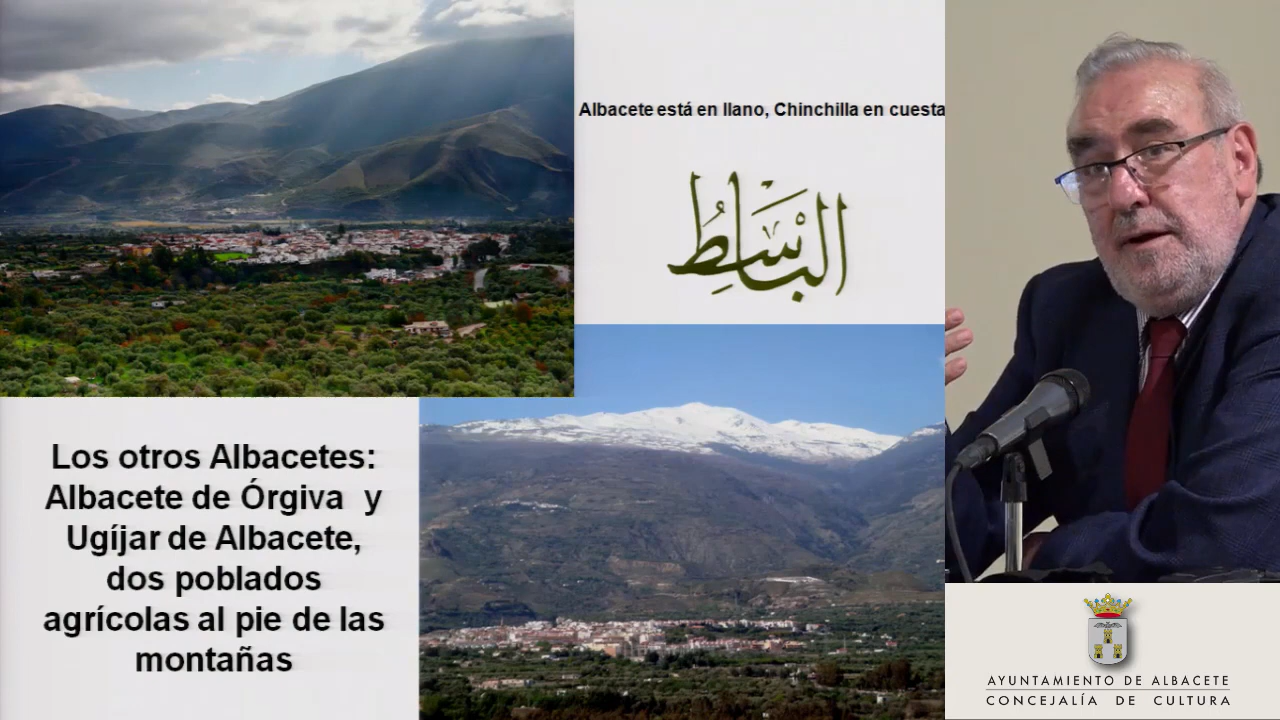 Albacete está en llano, Chinchilla en cuesta
البَاسَيْطُ
Los otros Albacetes:
Albacete de Órgiva y
Ugíjar de Albacete,
dos poblados
agrícolas al pie de las
montañas
AYUNTAMIENTO DE ALBACETE
CONCEJALÍA DE CULTURA